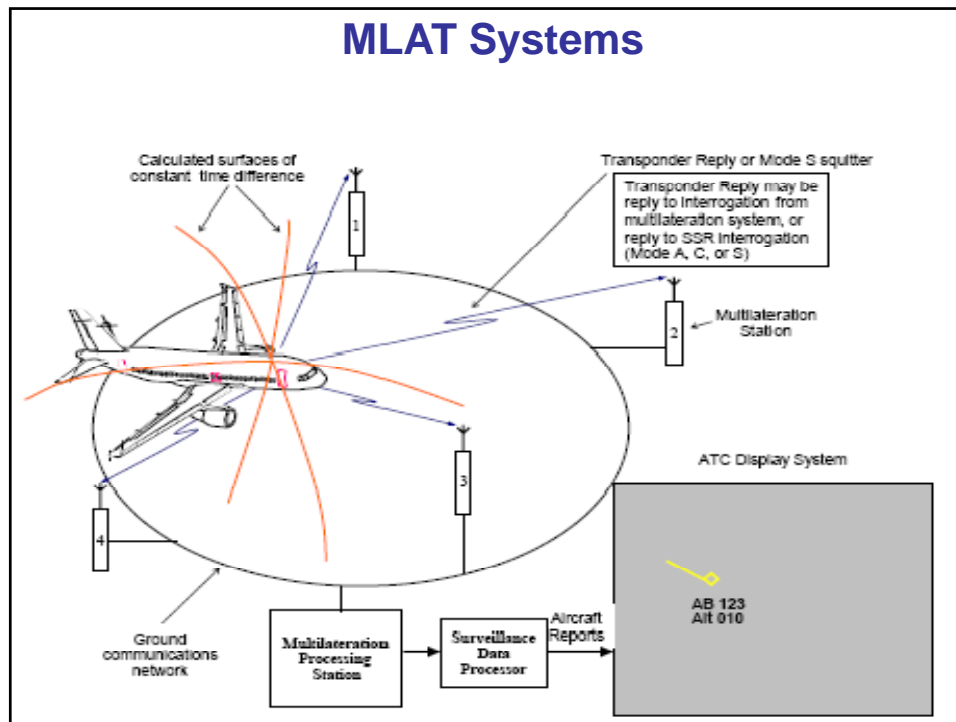 MLAT Systems
Calculated surfaces of
constant time difference
Transponder Reply or Mode S squitter
Transponder Reply may be
reply to interrogation from
multilateration system, or
reply to SSR Interrogation
(Mode A, C, or S)
1
2
Multilateration
Station
3
4
ATC Display System
AB 123
Alt 010
Ground
communications
network
Multilateration
Processing
Station
Surveillance
Data
Processor
Aircraft
Reports